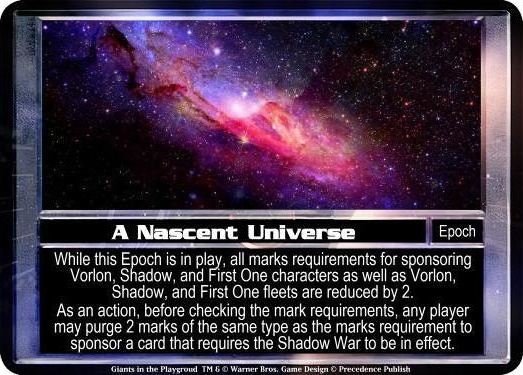 A Nascent Universe
Epoch
While this Epoch is in play, all marks requirements for sponsoring
Vorlon, Shadow, and First One characters as well as Vorlon,
Shadow, and First One fleets are reduced by 2.
As an action, before checking the mark requirements, any player
may purge 2 marks of the same type as the marks requirement to
sponsor a card that requires the Shadow War to be in effect.
Giants in the Playgroud TM & © Warner Bros. Game Design © Precedence Publish